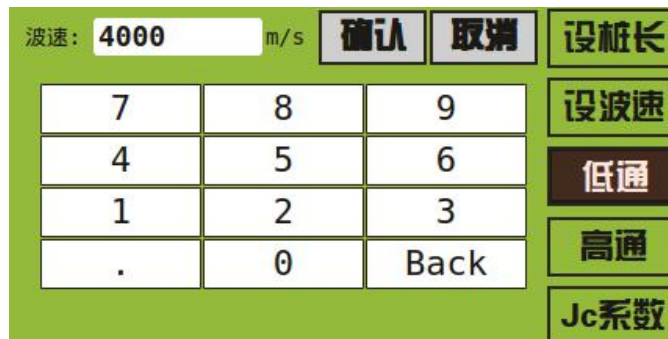 波速: 4000 m/s 确认 取消
7 8 9
4 5 6
1 2 3
. 0 Back
设桩长
设波速
低通
高通
Jc系数